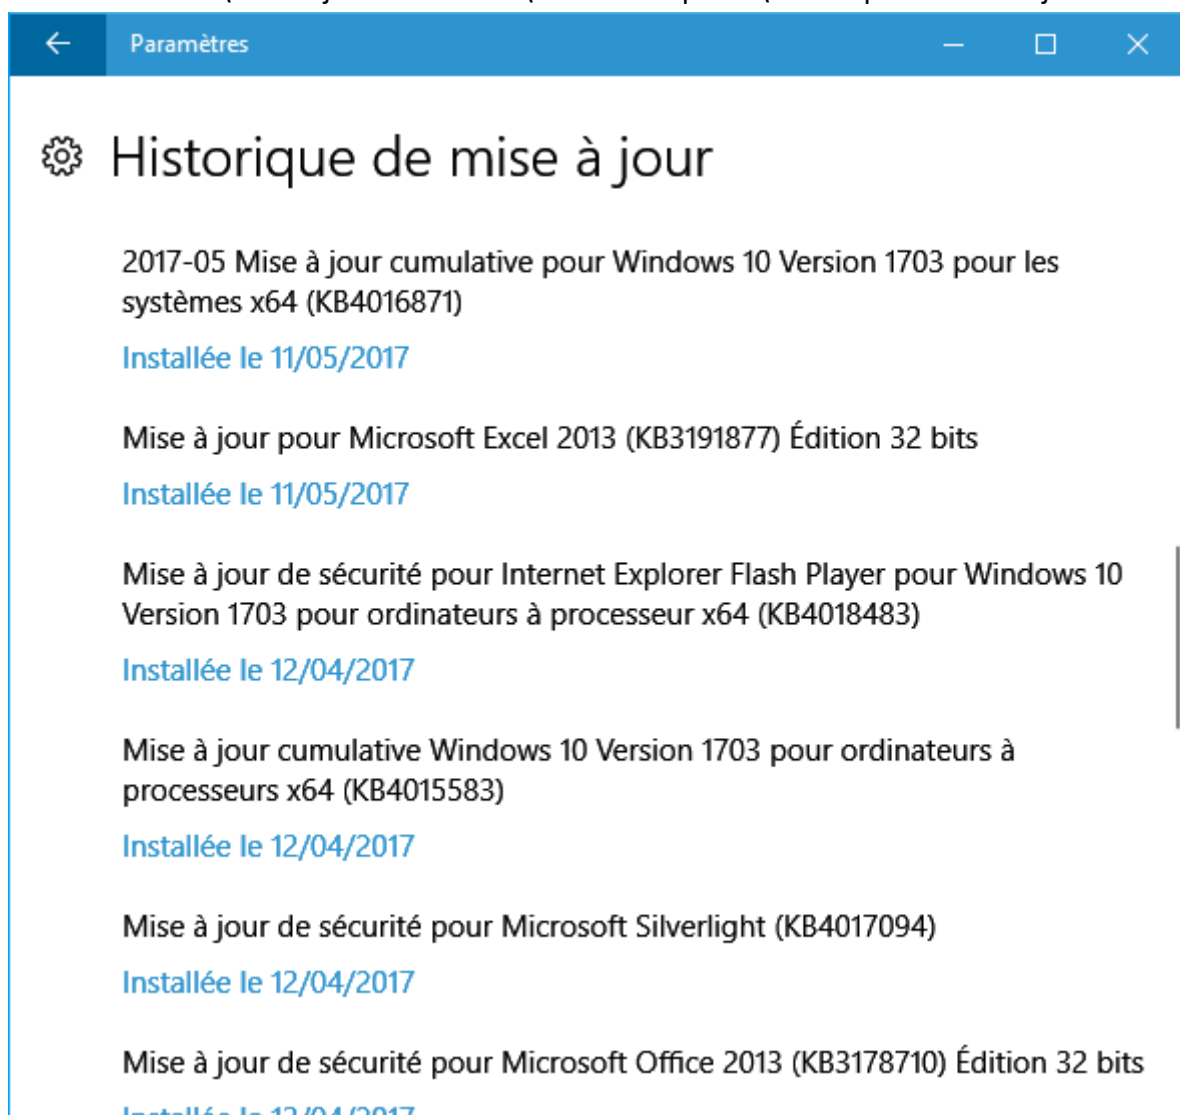 Paramètres
Historique de mise à jour
2017-05 Mise à jour cumulative pour Windows 10 Version 1703 pour les
systèmes x64 (KB4016871)
Installée le 11/05/2017
Mise à jour pour Microsoft Excel 2013 (KB3191877) Édition 32 bits
Installée le 11/05/2017
Mise à jour de sécurité pour Internet Explorer Flash Player pour Windows 10
Version 1703 pour ordinateurs à processeur x64 (KB4018483)
Installée le 12/04/2017
Mise à jour cumulative Windows 10 Version 1703 pour ordinateurs à
processeurs x64 (KB4015583)
Installée le 12/04/2017
Mise à jour de sécurité pour Microsoft Silverlight (KB4017094)
Installée le 12/04/2017
Mise à jour de sécurité pour Microsoft Office 2013 (KB3178710) Édition 32 bits
Installée le 12/04/2017